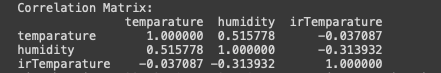 Correlation Matrix:
temparature humidity irTemparature
temparature 1.000000 0.515778 -0.037087
humidity 0.515778 1.000000 -0.313932
irTemparature -0.037087 -0.313932 1.000000